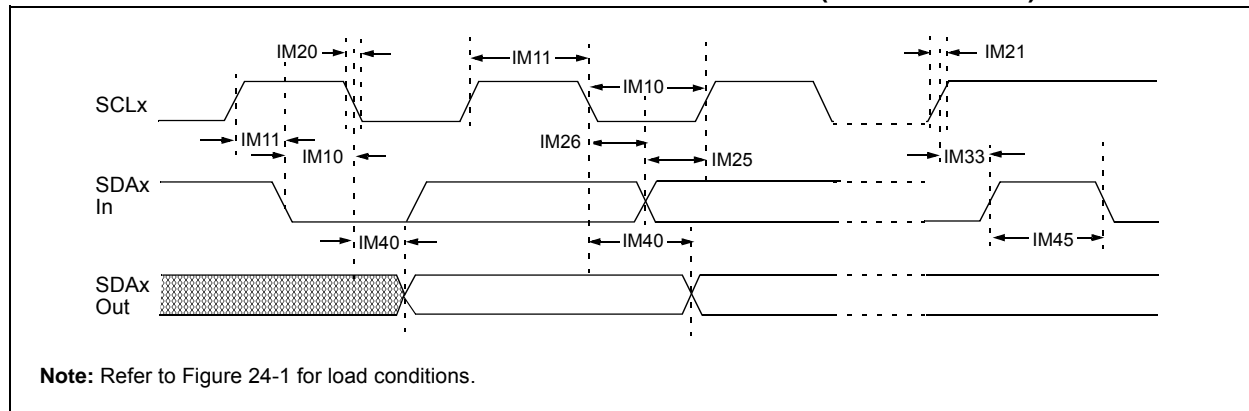 IM20
IM11
IM21
IM10
SCLx
IM11
IM26
IM10
IM25
IM33
SDAx
In
IM40
IM40
IM45
SDAx
Out
Note: Refer to Figure 24-1 for load conditions.